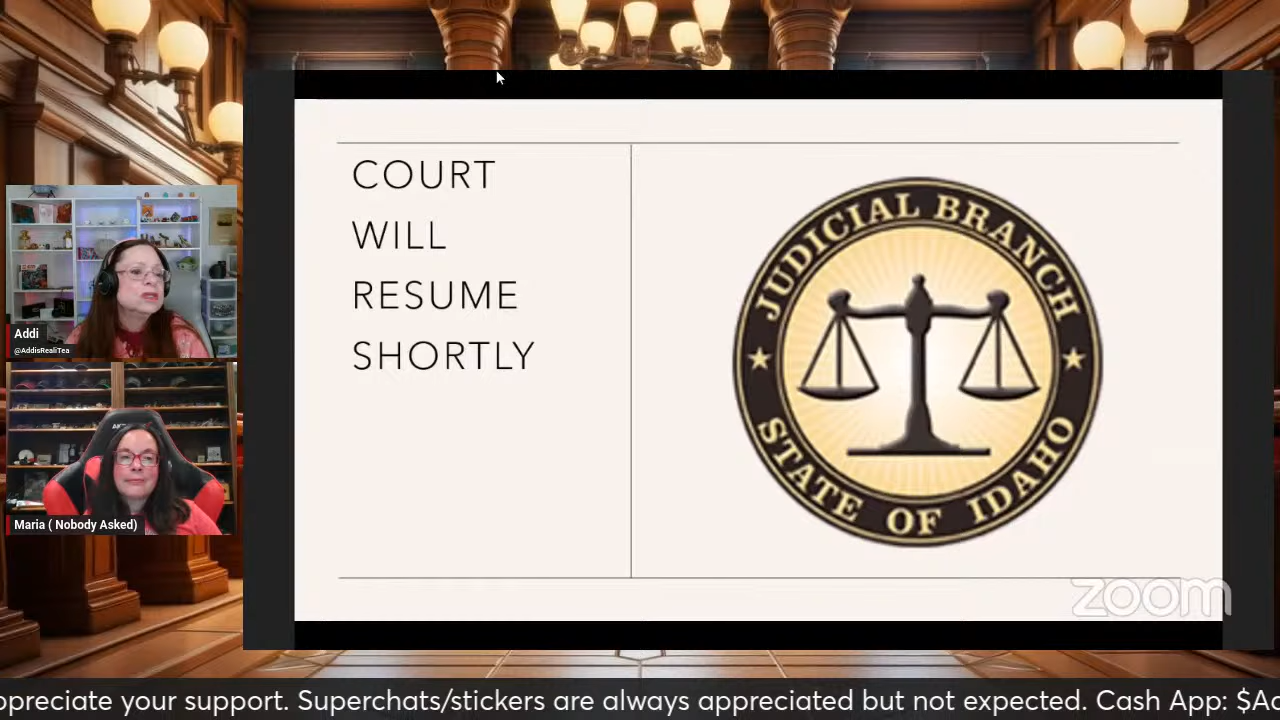 COURT
WILL
RESUME
SHORTLY
JUDICIAL BRANCH
STATE OF IDAHO
zoom
Addi
@AddisRealiTea
Maria ( Nobody Asked)
ppreciate your support. Superchats/stickers are always appreciated but not expected. Cash App: $Ad